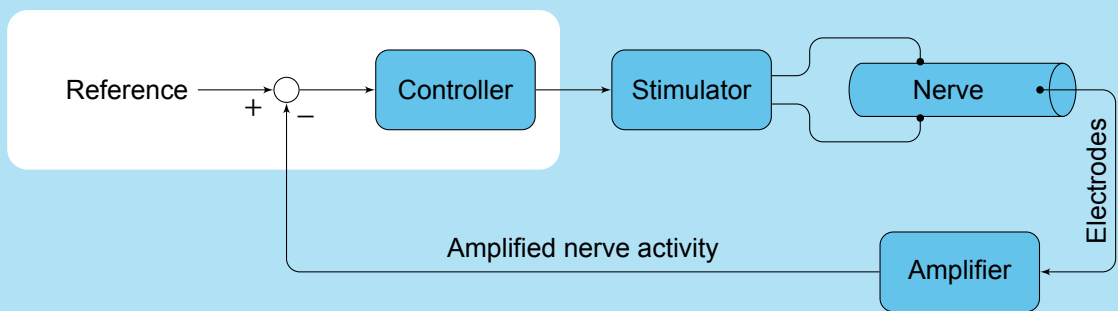 Reference
+
−
Controller
Stimulator
Nerve
Electrodes
Amplified nerve activity
Amplifier